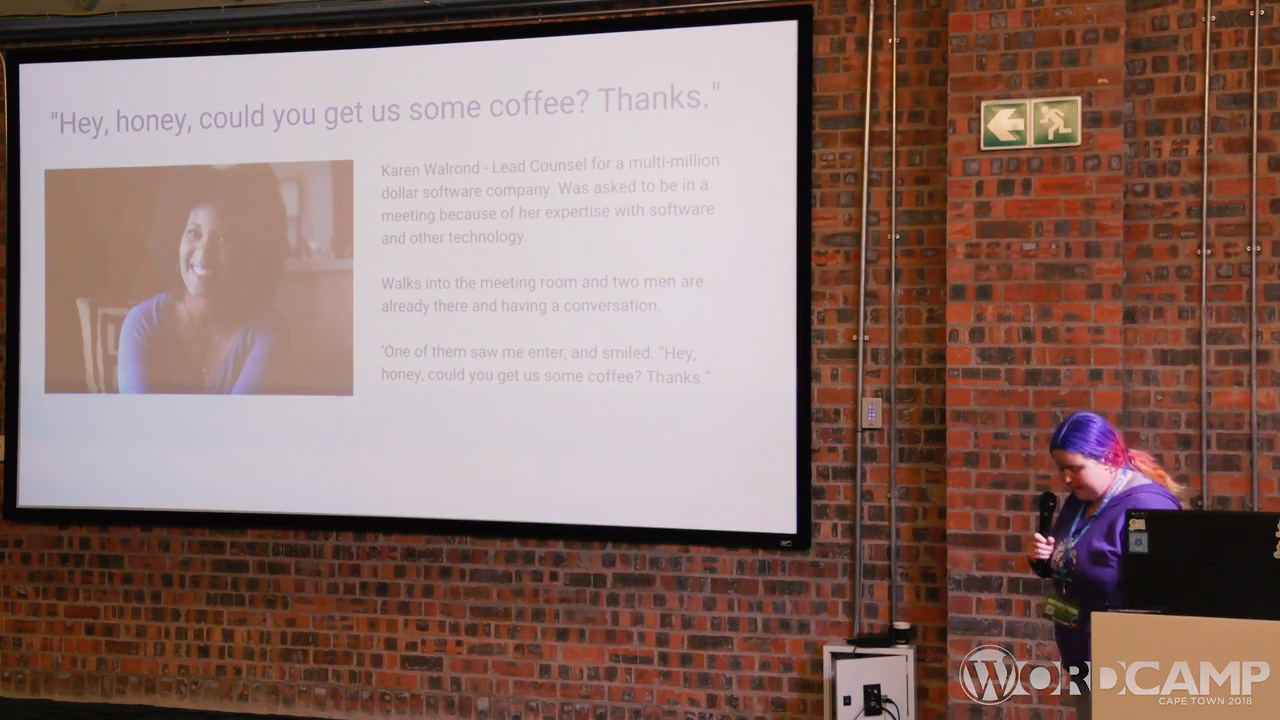 "Hey, honey, could you get us some coffee? Thanks."
Karen Walrond - Lead Counsel for a multi-million
dollar software company. Was asked to be in a
meeting because of her expertise with software
and other technology.
Walks into the meeting room and two men are
already there and having a conversation.
'One of them saw me enter, and smiled. "Hey,
honey, could you get us some coffee? Thanks."
WORDCAMP
CAPE TOWN 2018